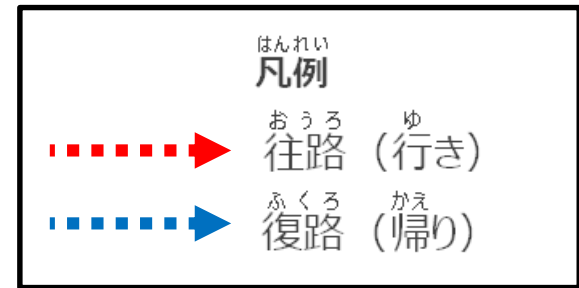 はんれい
凡例
おうろ ゆ
往路（行き）
ふくろ かえ
復路（帰り）